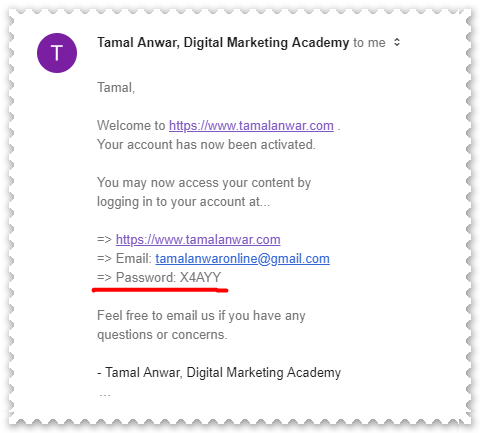 T
Tamal Anwar, Digital Marketing Academy to me
Tamal,
Welcome to https://www.tamalanwar.com .
Your account has now been activated.
You may now access your content by
logging in to your account at...
=> https://www.tamalanwar.com
=> Email: tamalanwaronline@gmail.com
=> Password: X4AYY
Feel free to email us if you have any
questions or concerns.
- Tamal Anwar, Digital Marketing Academy
...